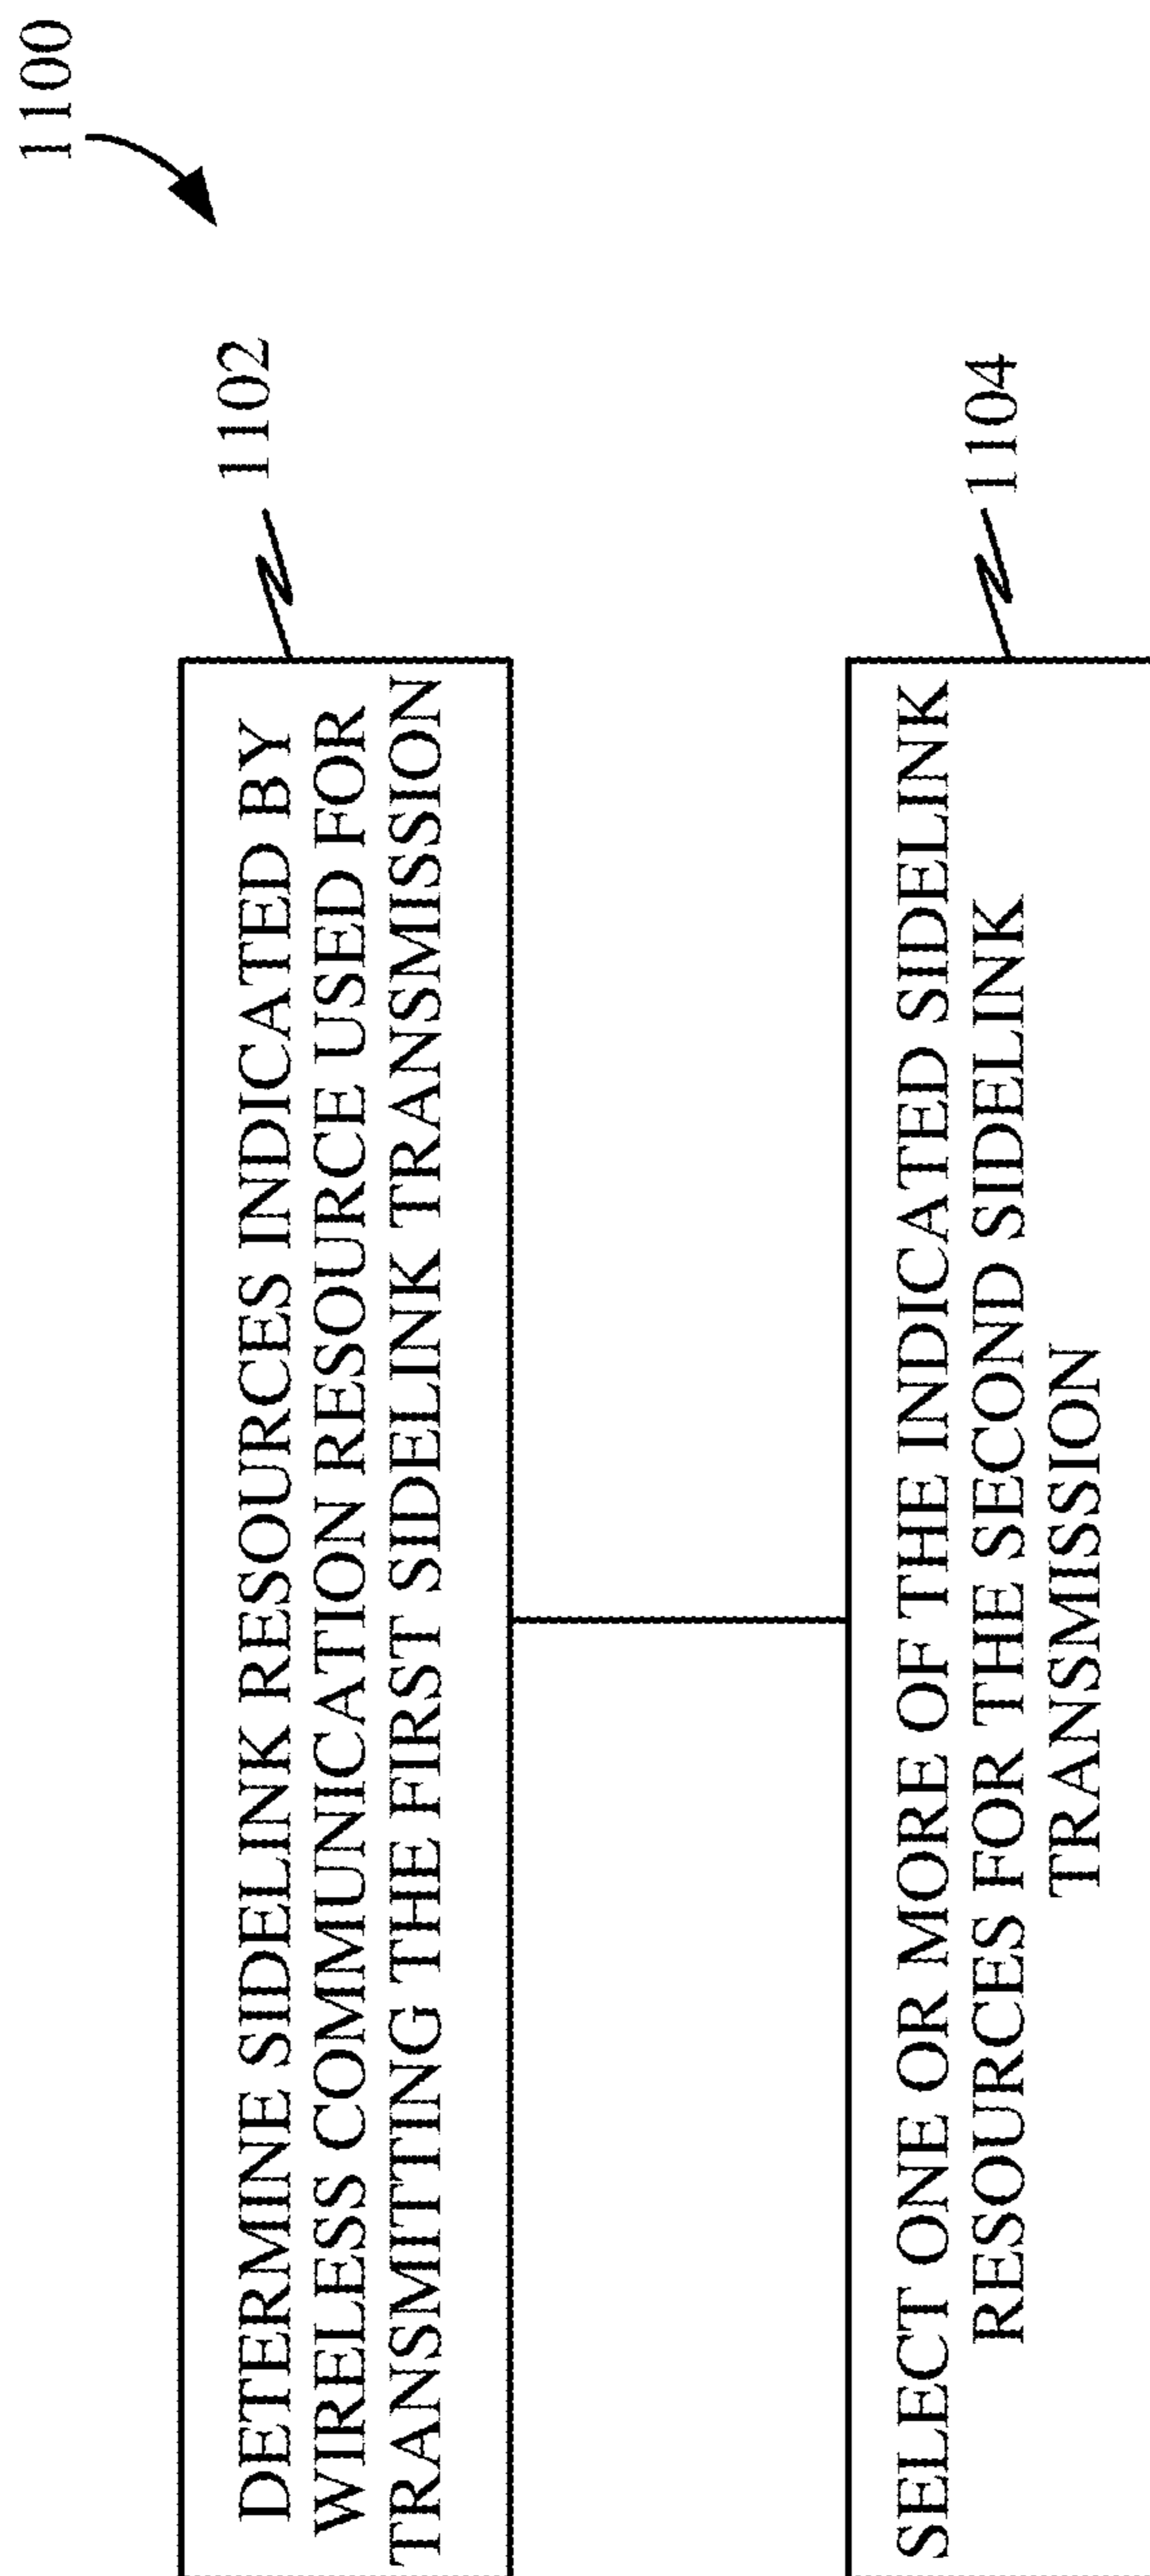 1100
1102
DETERMINE SIDELINK RESOURCES INDICATED BY
WIRELESS COMMUNICATION RESOURCE USED FOR
TRANSMITTING THE FIRST SIDELINK TRANSMISSION
1104
SELECT ONE OR MORE OF THE INDICATED SIDELINK
RESOURCES FOR THE SECOND SIDELINK
TRANSMISSION